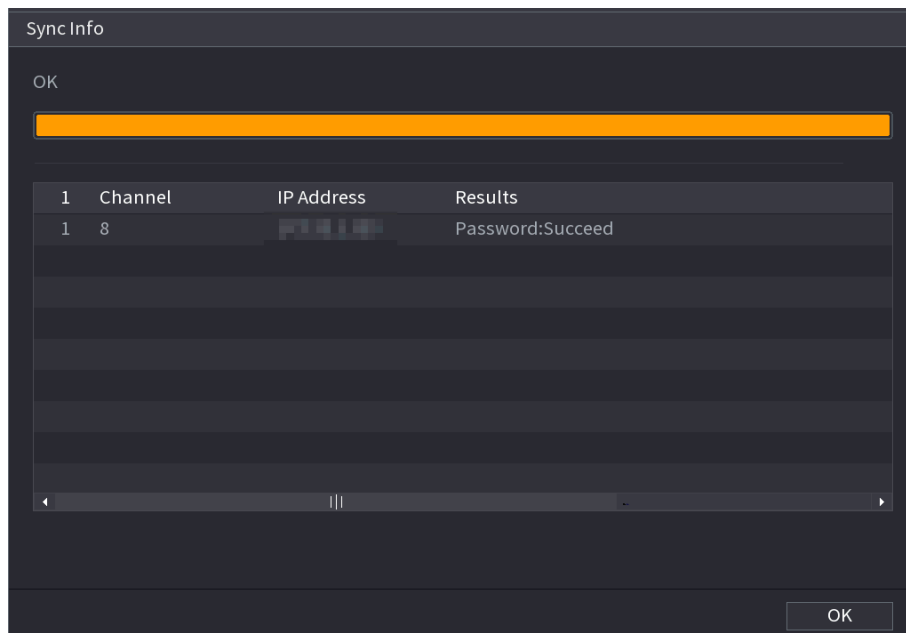 Sync Info
OK
1 Channel IP Address Results
1 8 Password:Succeed
OK